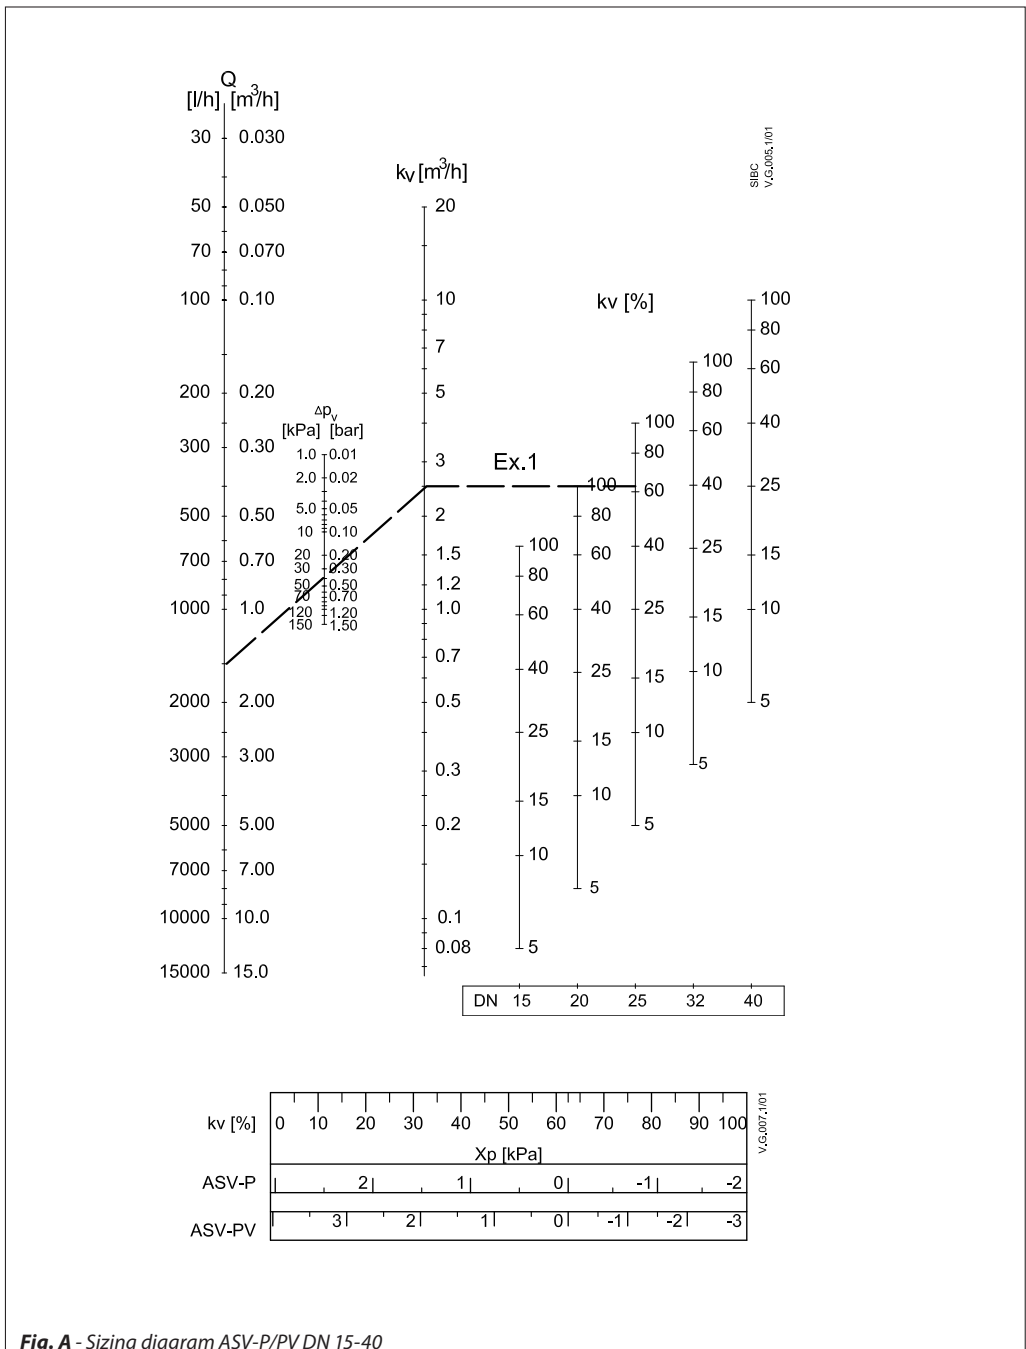 Q
[l/h] [m³/h]
30 0.030
SIBC
V.G.005.1/01
kv [m³/h]
50 0.050 20
70 0.070
100 0.10 10 kv [%] 100
80
7
100 60
200 0.20 5 80
Δpv
[kPa] [bar]
100 60 40
300 0.30 80
1.0 0.01 3 Ex.1
2.0 0.02 100 60 40 25
5.0 0.05
500 0.50 2 80
10 0.10
100 40 25 15
20 0.20 1.5 60
700 0.70
30 0.30
80
50 0.50 1.2
70 0.70
1000 1.0 120 1.20 1.0 60 40 25 15 10
150 1.50
0.7
40 25 15 10
2000 2.00 0.5 5
25 15 10
3000 3.00
0.3 5
15 10
5000 5.00 0.2 5
10
7000 7.00
5
10000 10.0 0.1
0.08 5
15000 15.0
DN 15 20 25 32 40
V.G.007.1/01
kv [%] 0 10 20 30 40 50 60 70 80 90 100
Xp [kPa]
ASV-P 2 1 0 -1 -2
ASV-PV 3 2 1 0 -1 -2 -3
Fig. A - Sizing diagram ASV-P/PV DN 15-40